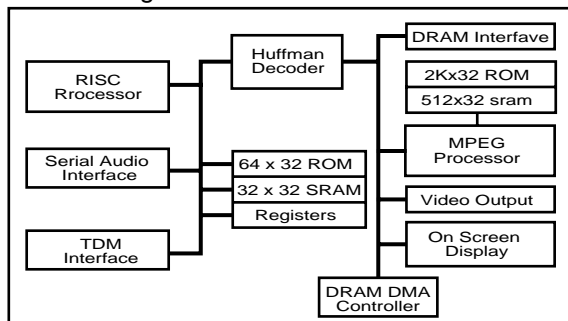 RISC
Rrocessor
Serial Audio
Interface
TDM
Interface
Huffman
Decoder
64 x 32 ROM
32 x 32 SRAM
Registers
DRAM Interfave
2Kx32 ROM
512x32 sram
MPEG
Processor
Video Output
On Screen
Display
DRAM DMA
Controller